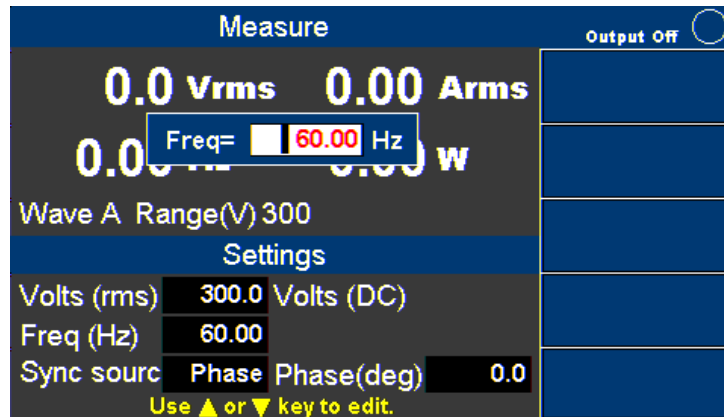 Measure
Output Off
0.0 Vrms 0.00 Arms
Freq= 60.00 Hz
W
Wave A Range(V) 300
Settings
Volts (rms) 300.0 Volts (DC)
Freq (Hz) 60.00
Sync sourc Phase Phase(deg) 0.0
Use ▲ or ▼ key to edit.